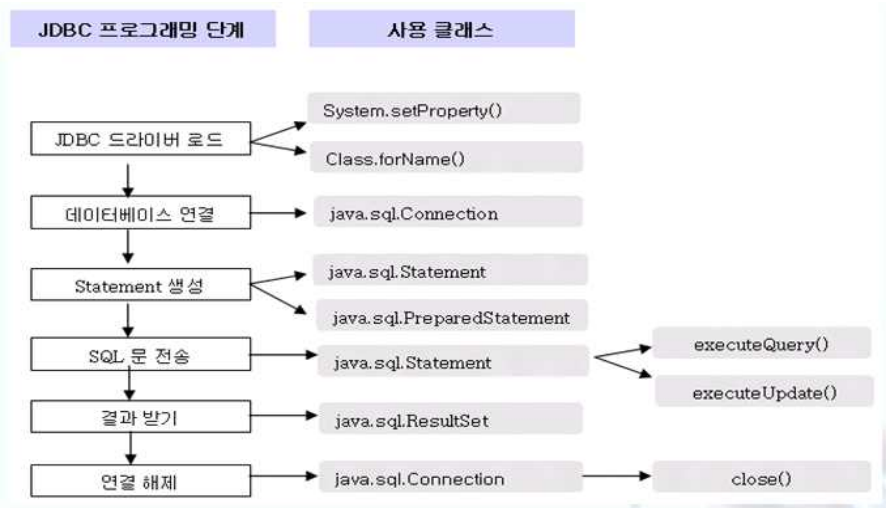 JDBC 프로그래밍 단계
사용 클래스
JDBC 드라이버 로드
System.setProperty()
Class.forName()
데이터베이스 연결
java.sql.Connection
Statement 생성
java.sql.Statement
java.sql.PreparedStatement
SQL 문 전송
java.sql.Statement
executeQuery()
executeUpdate()
결과 받기
java.sql.ResultSet
연결 해제
java.sql.Connection
close()